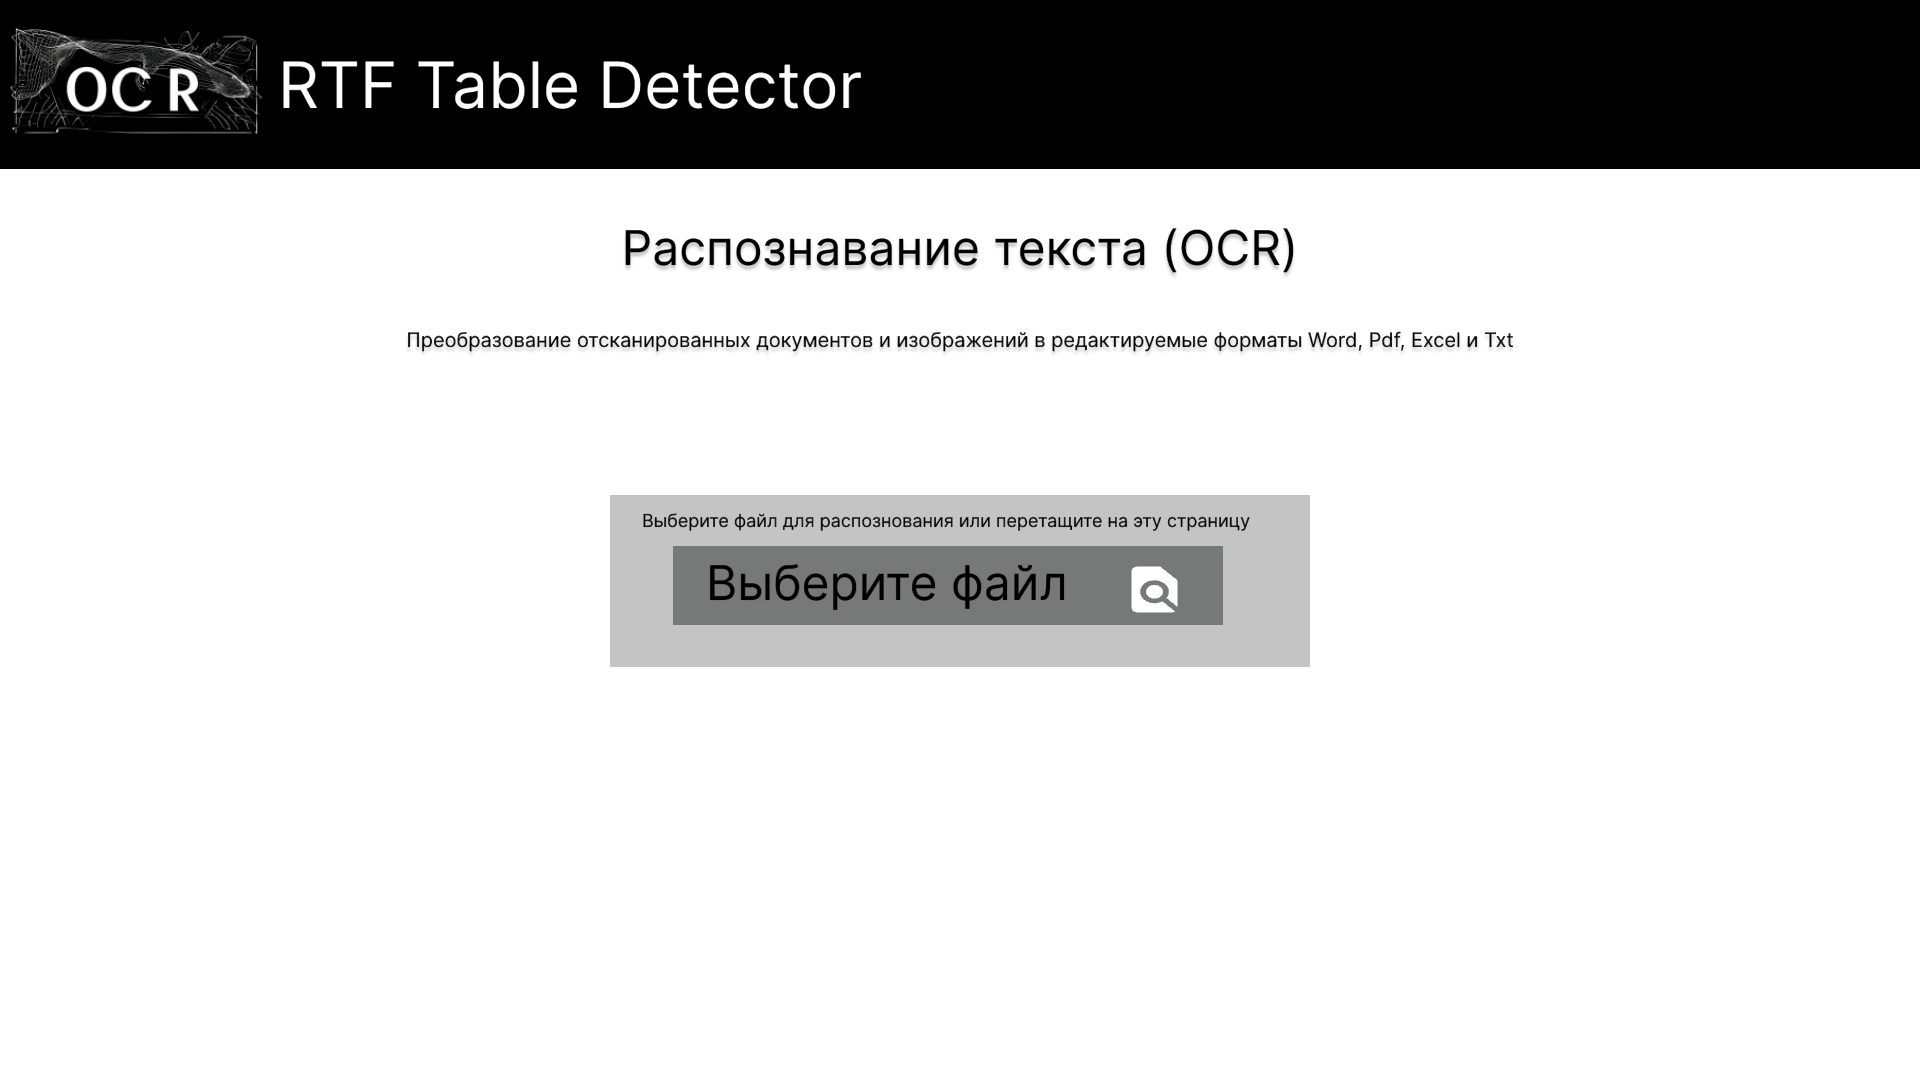 OCR
RTF Table Detector
Распознавание текста (OCR)
Преобразование отсканированных документов и изображений в редактируемые форматы Word, Pdf, Excel и Txt
Выберите файл для распознования или перетащите на эту страницу
Выберите файл